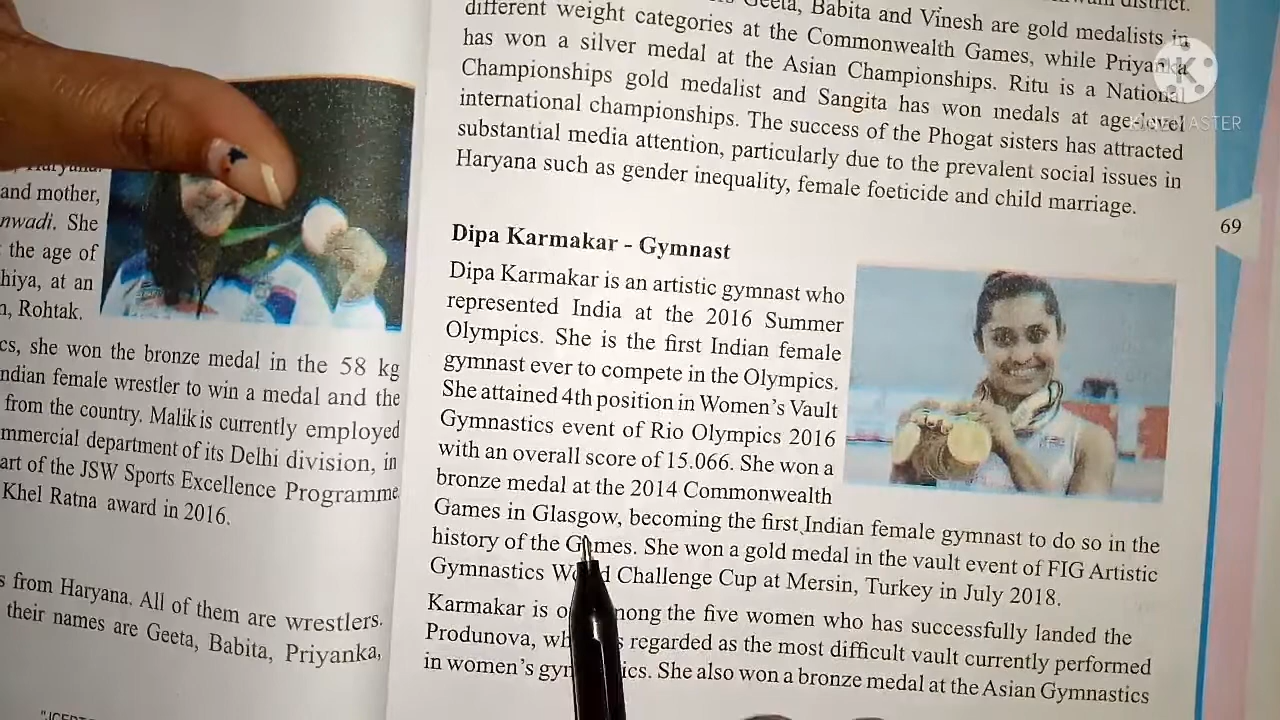 and mother,
nwadi. She
the age of
hiya, at an
n, Rohtak.
cs, she won the bronze medal in the 58 kg
ndian female wrestler to win a medal and the
from the country. Malik is currently employed
mmercial department of its Delhi division, in
art of the JSW Sports Excellence Programme
Khel Ratna award in 2016.
s from Haryana. All of them are wrestlers.
their names are Geeta, Babita, Priyanka,
district.
Geeta, Babita and Vinesh are gold medalists in
different weight categories at the Commonwealth Games, while Priyanka
has won a silver medal at the Asian Championships. Ritu is a National
Championships gold medalist and Sangita has won medals at age-level
international championships. The success of the Phogat sisters has attracted
substantial media attention, particularly due to the prevalent social issues in
Haryana such as gender inequality, female foeticide and child marriage.
69
Dipa Karmakar - Gymnast
Dipa Karmakar is an artistic gymnast who
represented India at the 2016 Summer
Olympics. She is the first Indian female
gymnast ever to compete in the Olympics.
She attained 4th position in Women's Vault
Gymnastics event of Rio Olympics 2016
with an overall score of 15.066. She won a
bronze medal at the 2014 Commonwealth
Games in Glasgow, becoming the first Indian female gymnast to do so in the
history of the Games. She won a gold medal in the vault event of FIG Artistic
Gymnastics World Challenge Cup at Mersin, Turkey in July 2018.
Karmakar is among the five women who has successfully landed the
Produnova, regarded as the most difficult vault currently performed
in women's gymnastics. She also won a bronze medal at the Asian Gymnastics